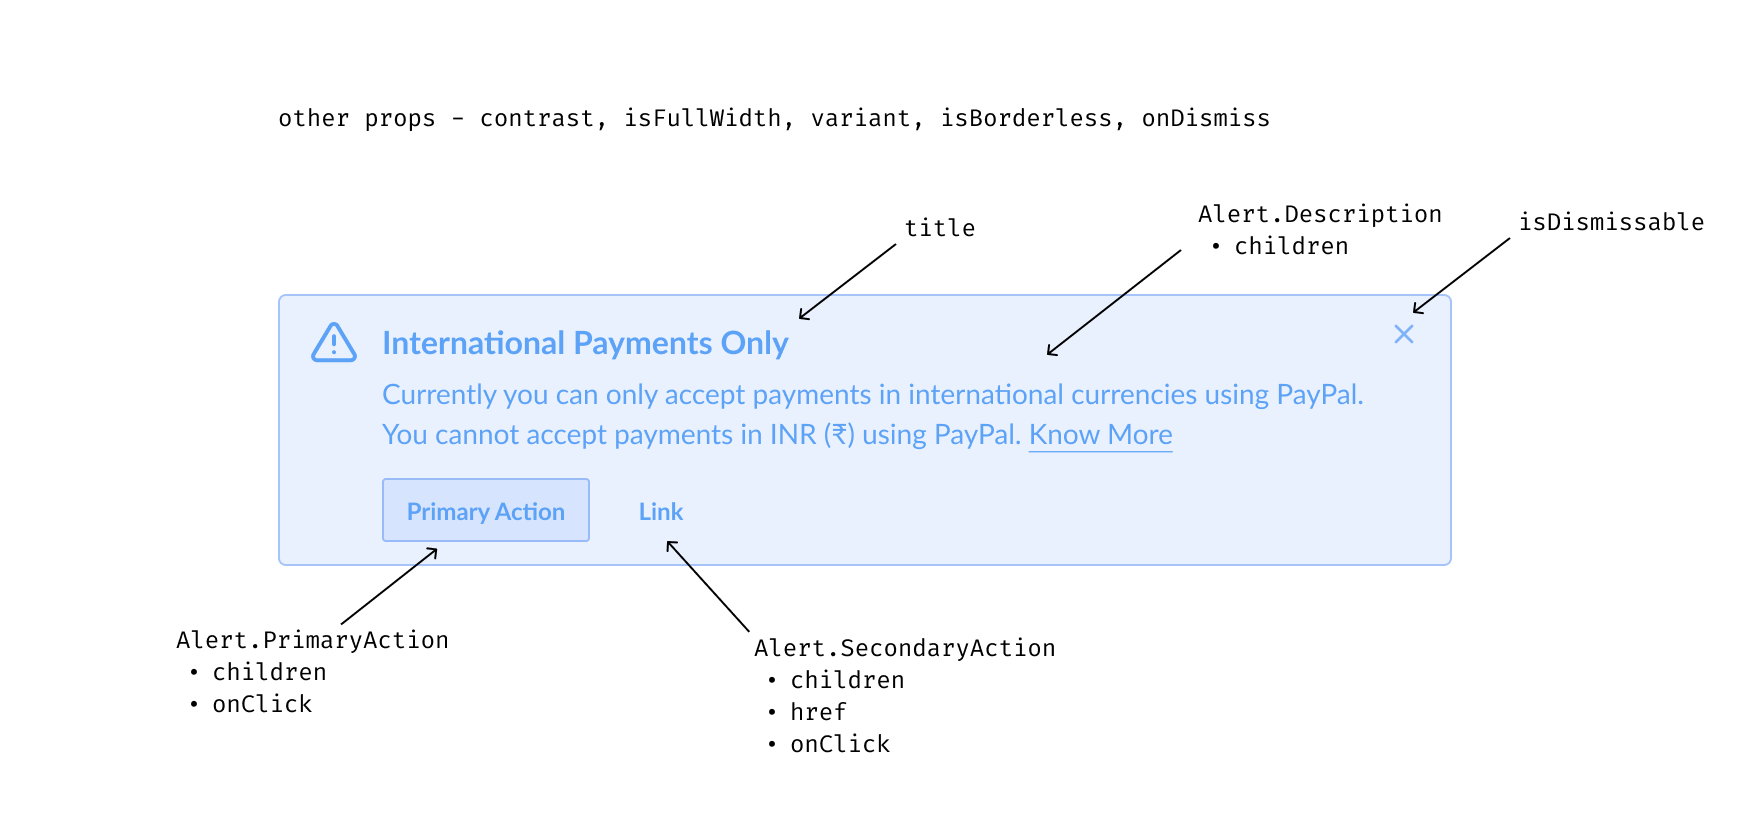 other props - contrast, isFullWidth, variant, isBorderless, onDismiss
title
Alert.Description
• children
isDismissable
International Payments Only
Currently you can only accept payments in international currencies using PayPal.
You cannot accept payments in INR (₹) using PayPal. Know More
Primary Action
Link
Alert.PrimaryAction
• children
• onClick
Alert.SecondaryAction
• children
• href
• onClick